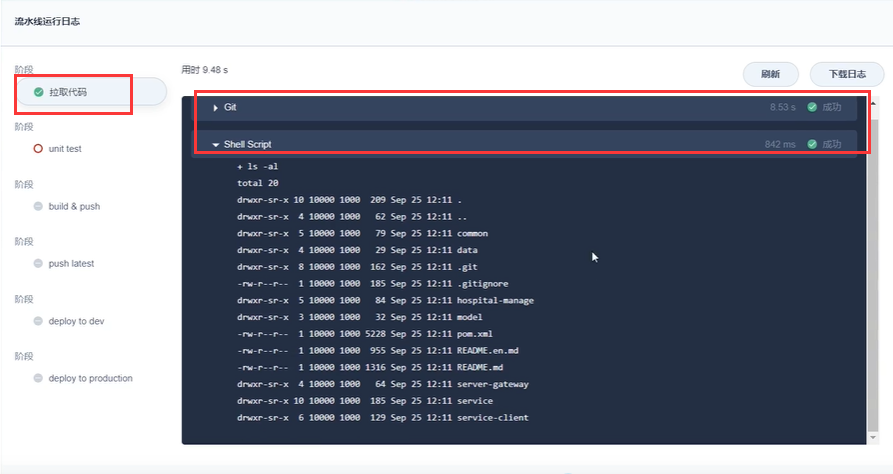 流水线运行日志
阶段
拉取代码
阶段
unit test
阶段
build & push
阶段
push latest
阶段
deploy to dev
阶段
deploy to production
用时 9.48 s
刷新
下载日志
Git 8.53 s 成功
Shell Script 842 ms 成功
+ ls -al
total 20
drwxr-sr-x 10 10000 1000  209 Sep 25 12:11 .
drwxr-sr-x  4 10000 1000   62 Sep 25 12:11 ..
drwxr-sr-x  5 10000 1000   79 Sep 25 12:11 common
drwxr-sr-x  4 10000 1000   29 Sep 25 12:11 data
drwxr-sr-x  8 10000 1000  162 Sep 25 12:11 .git
-rw-r--r--  1 10000 1000  185 Sep 25 12:11 .gitignore
drwxr-sr-x  5 10000 1000   84 Sep 25 12:11 hospital-manage
drwxr-sr-x  3 10000 1000   32 Sep 25 12:11 model
-rw-r--r--  1 10000 1000 5228 Sep 25 12:11 pom.xml
-rw-r--r--  1 10000 1000  955 Sep 25 12:11 README.en.md
-rw-r--r--  1 10000 1000 1316 Sep 25 12:11 README.md
drwxr-sr-x  4 10000 1000   64 Sep 25 12:11 server-gateway
drwxr-sr-x 10 10000 1000  185 Sep 25 12:11 service
drwxr-sr-x  6 10000 1000  129 Sep 25 12:11 service-client